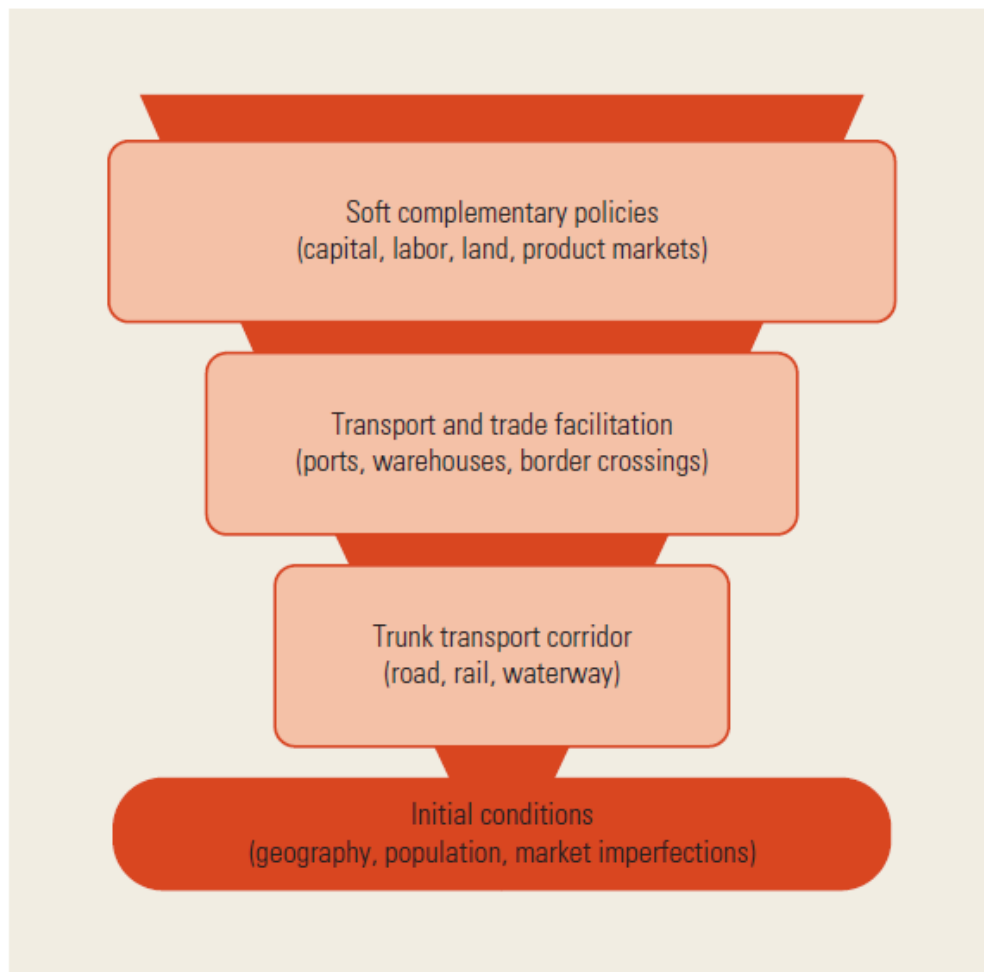 Soft complementary policies
(capital, labor, land, product markets)
Transport and trade facilitation
(ports, warehouses, border crossings)
Trunk transport corridor
(road, rail, waterway)
Initial conditions
(geography, population, market imperfections)